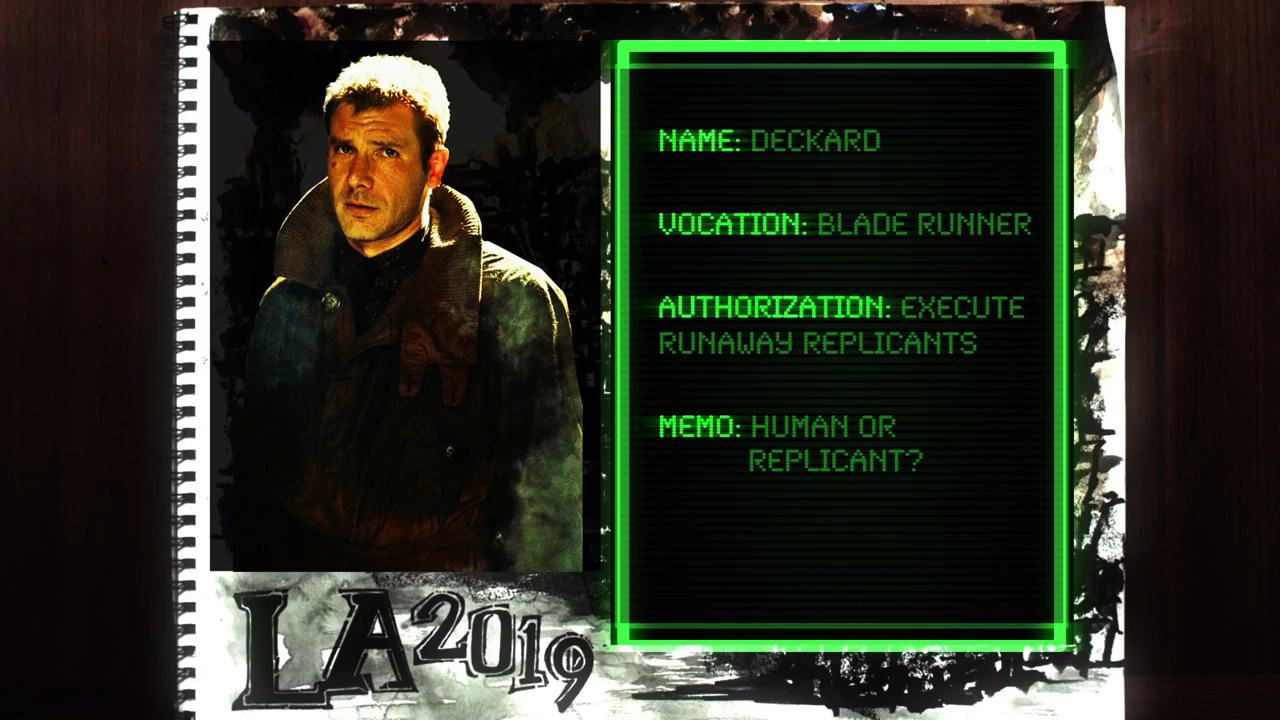 NAME: DECKARD
VOCATION: BLADE RUNNER
AUTHORIZATION: EXECUTE
RUNAWAY REPLICANTS
MEMO: HUMAN OR
REPLICANT?
LA 2019